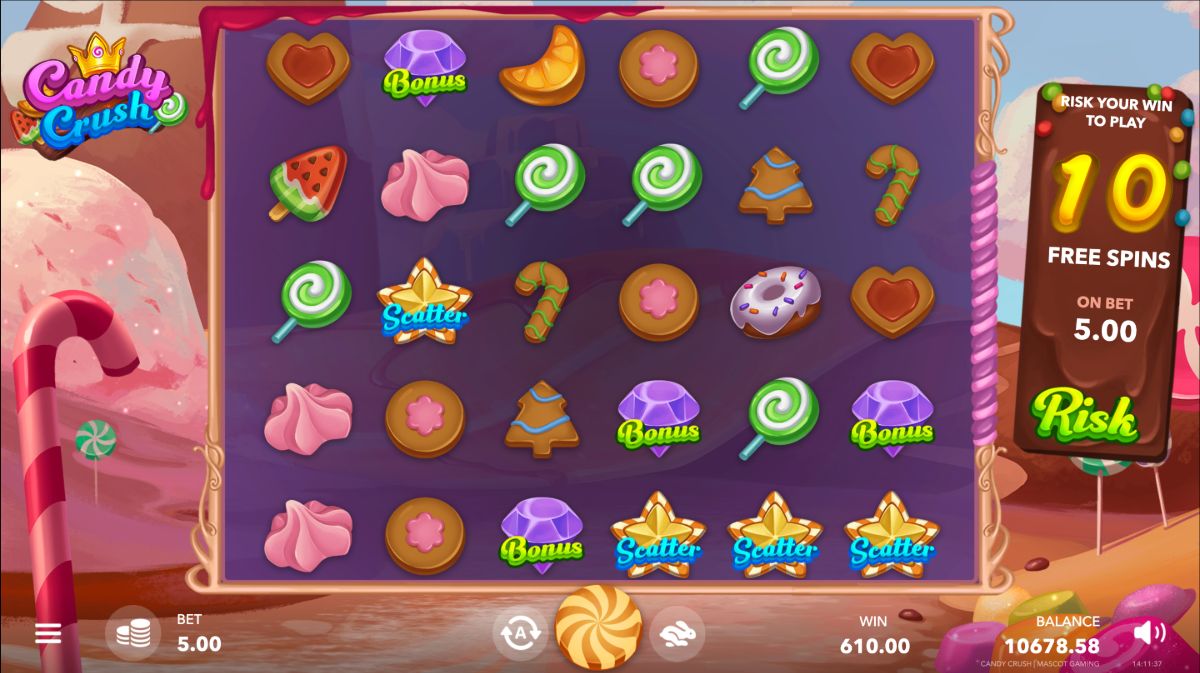 Candy
Crush
Bonus
Scatter
Bonus
Bonus
Bonus
Scatter
Scatter
Scatter
RISK YOUR WIN
TO PLAY
10
FREE SPINS
ON BET
5.00
Risk
BET
5.00
A
WIN
610.00
BALANCE
10678.58
CANDY CRUSH | MASCOT GAMING
14:11:37